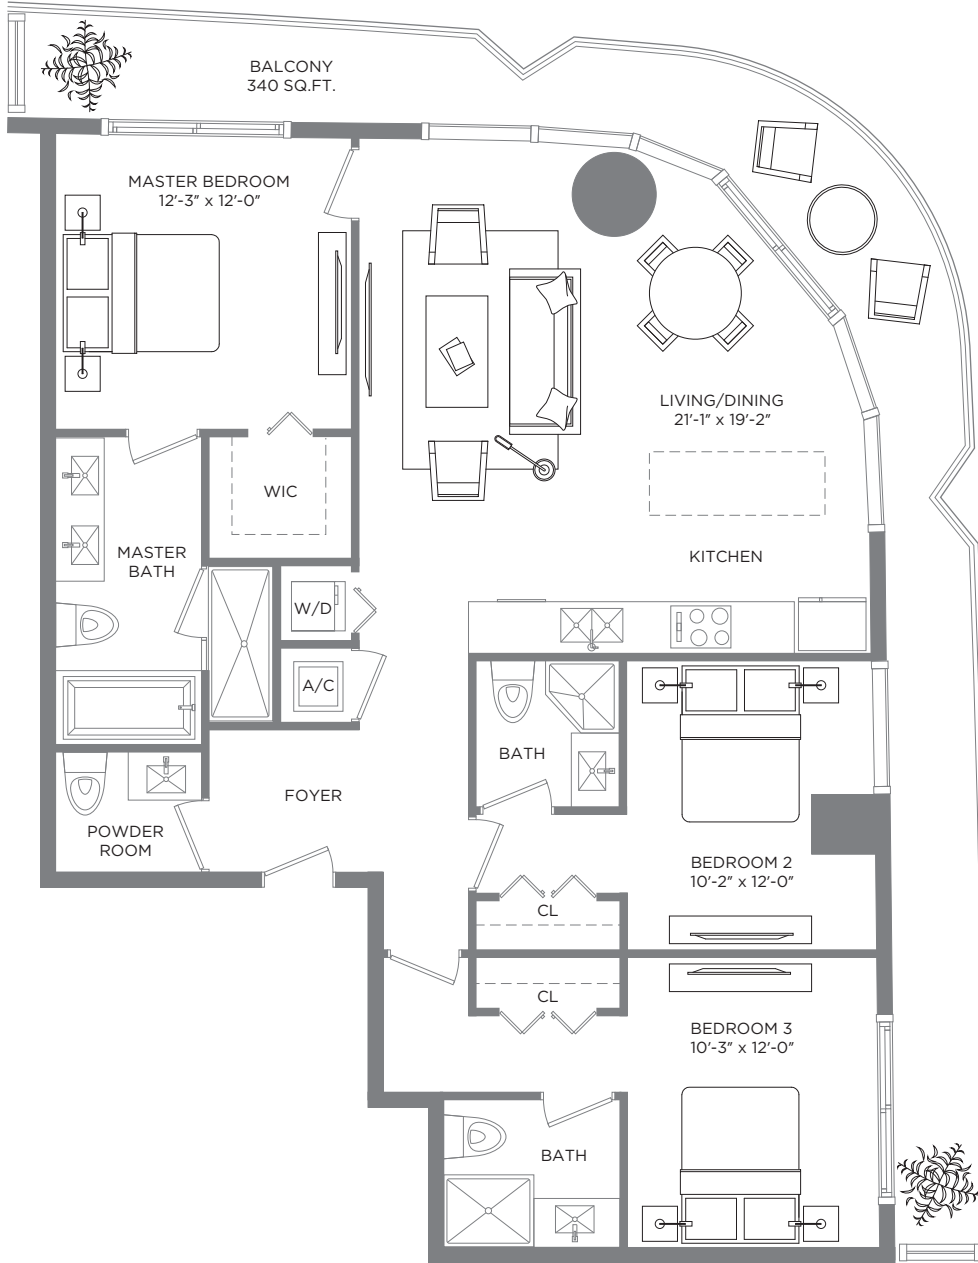 BALCONY
340 SQ.FT.
MASTER BEDROOM
12'-3" x 12'-0"
LIVING/DINING
21'-1" x 19'-2"
WIC
KITCHEN
MASTER
BATH
W/D
A/C
BATH
FOYER
POWDER
ROOM
BEDROOM 2
10'-2" x 12'-0"
CL
CL
BEDROOM 3
10'-3" x 12'-0"
BATH